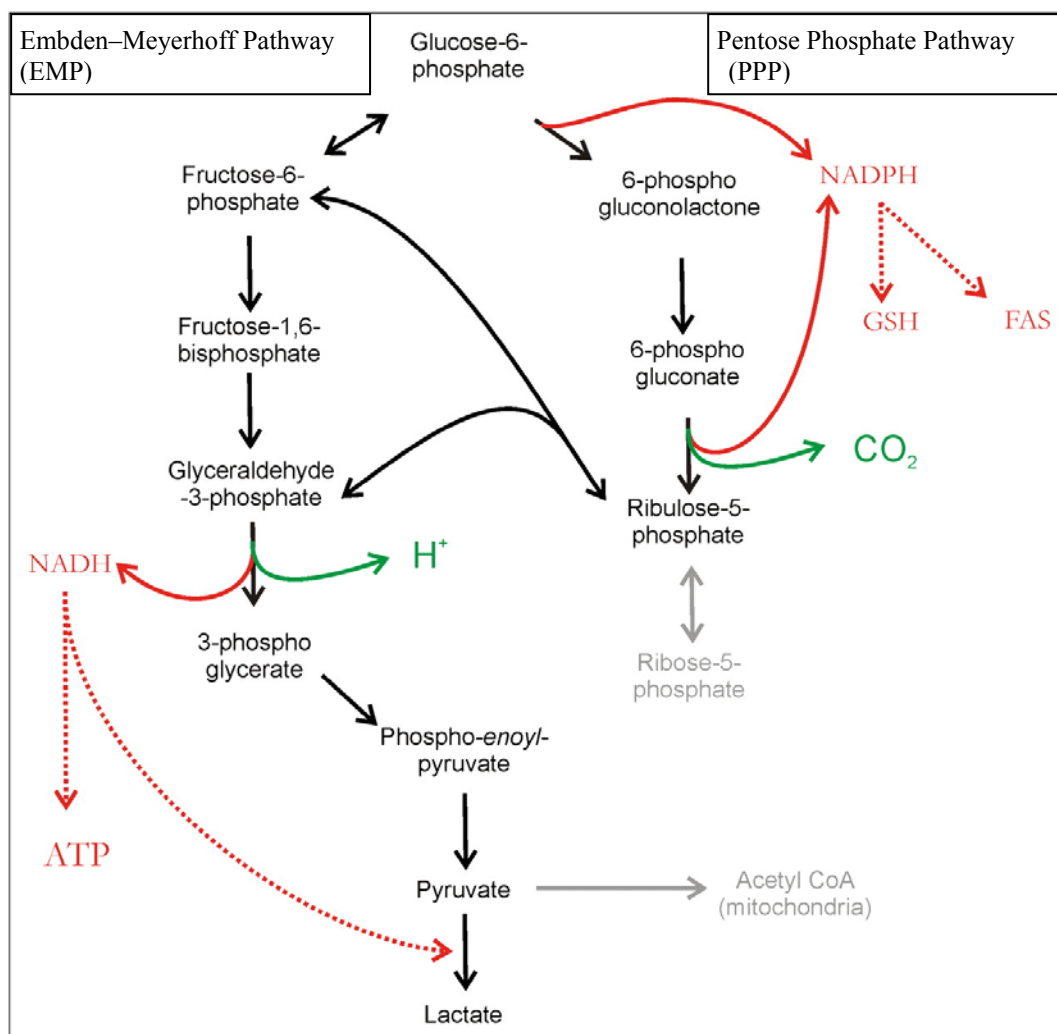 Embden–Meyerhoff Pathway
(EMP)
Glucose-6-
phosphate
Pentose Phosphate Pathway
(PPP)
Fructose-6-
phosphate
6-phospho
gluconolactone
NADPH
GSH
FAS
Fructose-1,6-
bisphosphate
6-phospho
gluconate
CO₂
Glyceraldehyde
-3-phosphate
Ribulose-5-
phosphate
NADH
H⁺
3-phospho
glycerate
Ribose-5-
phosphate
Phospho-enoyl-
pyruvate
ATP
Pyruvate
Acetyl CoA
(mitochondria)
Lactate